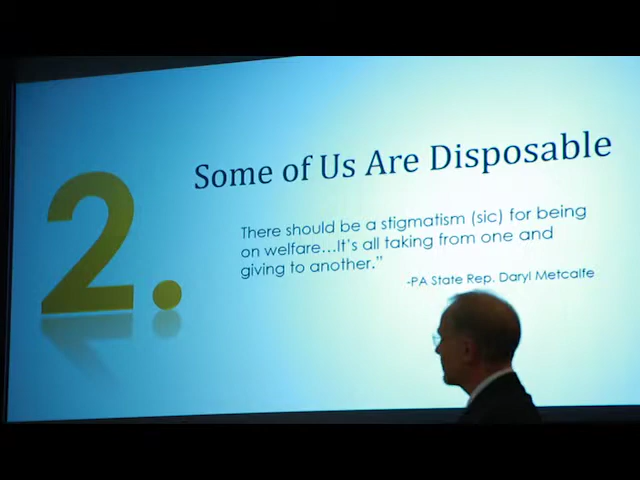 2.
Some of Us Are Disposable
There should be a stigmatism (sic) for being
on welfare…It’s all taking from one and
giving to another.”
-PA State Rep. Daryl Metcalfe